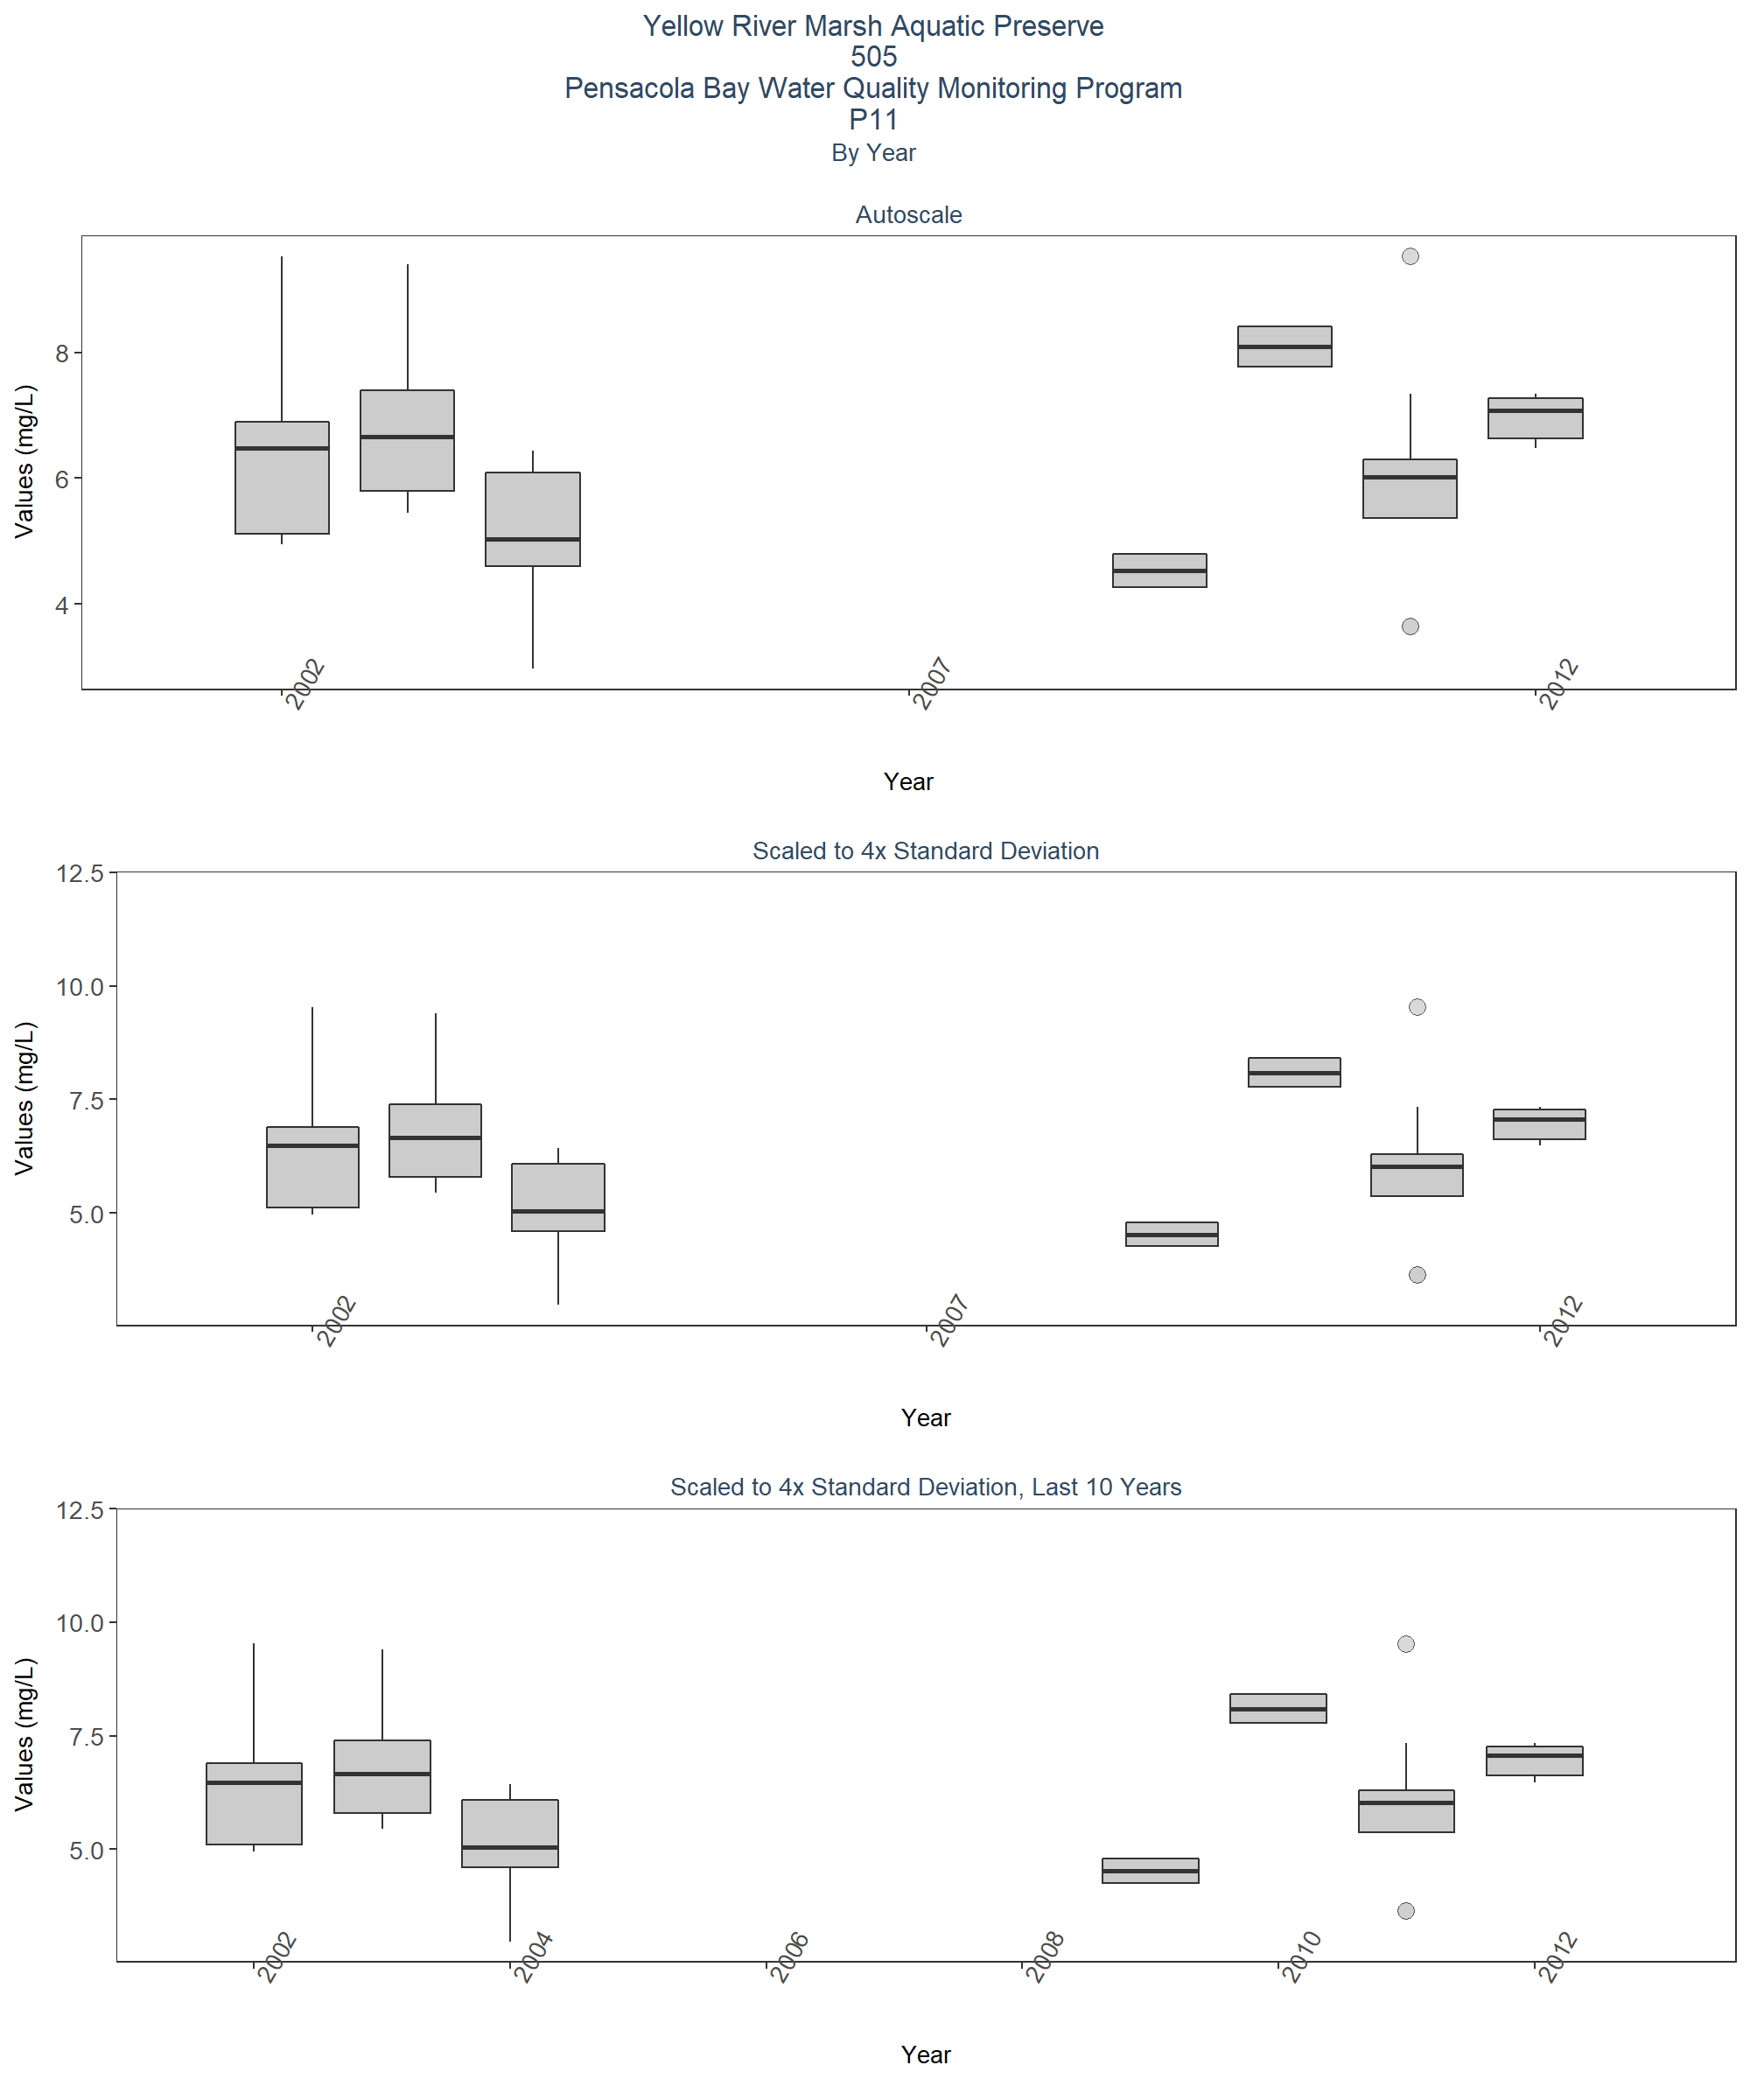 Yellow River Marsh Aquatic Preserve
505
Pensacola Bay Water Quality Monitoring Program
P11
By Year
Autoscale
Values (mg/L)
8
6
4
2002 2007 2012
Year
Scaled to 4x Standard Deviation
Values (mg/L)
12.5
10.0
7.5
5.0
2002 2007 2012
Year
Scaled to 4x Standard Deviation, Last 10 Years
Values (mg/L)
12.5
10.0
7.5
5.0
2002 2004 2006 2008 2010 2012
Year